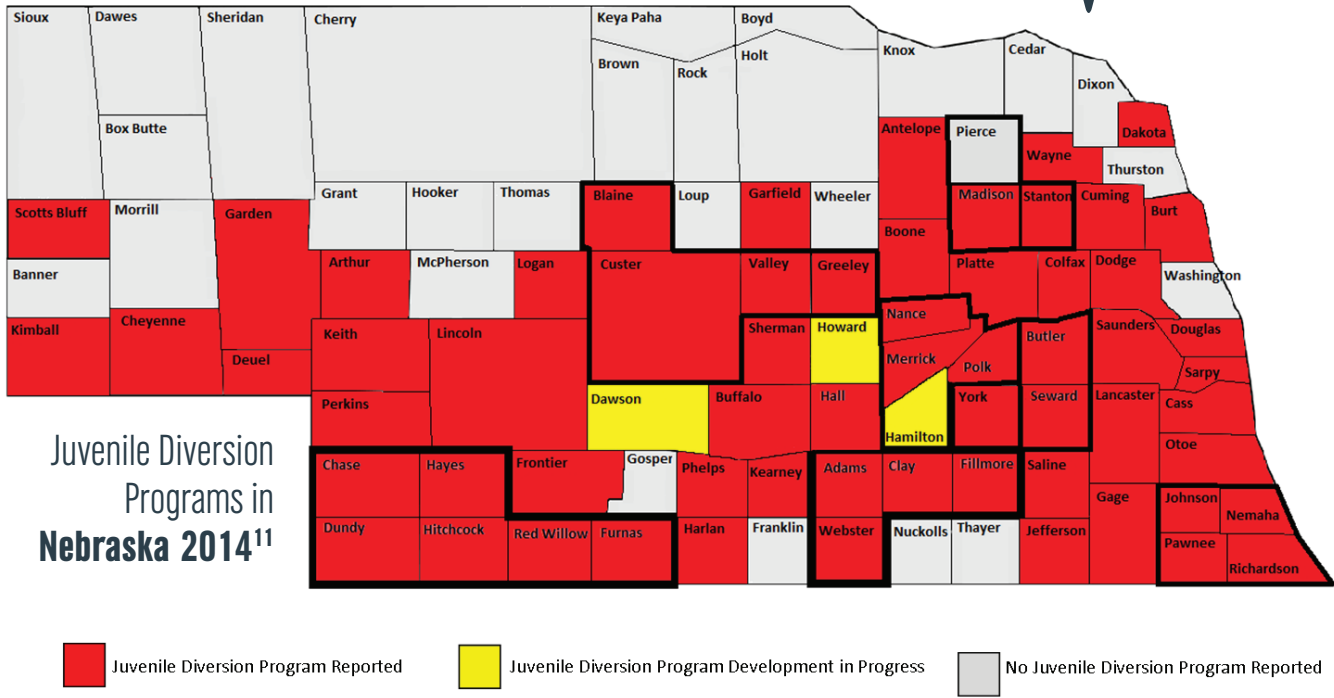 Sioux
Dawes
Sheridan
Cherry
Keya Paha
Boyd
Knox
Cedar
Holt
Brown
Rock
Dixon
Box Butte
Antelope
Pierce
Dakota
Wayne
Thurston
Grant
Hooker
Thomas
Blaine
Loup
Garfield
Wheeler
Madison
Stanton
Cuming
Scotts Bluff
Morrill
Garden
Burt
Boone
Banner
Arthur
McPherson
Logan
Custer
Valley
Greeley
Platte
Colfax
Dodge
Washington
Kimball
Cheyenne
Keith
Lincoln
Sherman
Howard
Nance
Butler
Saunders
Douglas
Deuel
Merrick
Polk
Sarpy
Perkins
Dawson
Buffalo
Hall
York
Seward
Lancaster
Cass
Hamilton
Otoe
Juvenile Diversion
Programs in
Nebraska 2014¹¹
Chase
Hayes
Frontier
Gosper
Phelps
Kearney
Adams
Clay
Fillmore
Saline
Gage
Johnson
Nemaha
Dundy
Hitchcock
Red Willow
Furnas
Harlan
Franklin
Webster
Nuckolls
Thayer
Jefferson
Pawnee
Richardson
Juvenile Diversion Program Reported
Juvenile Diversion Program Development in Progress
No Juvenile Diversion Program Reported